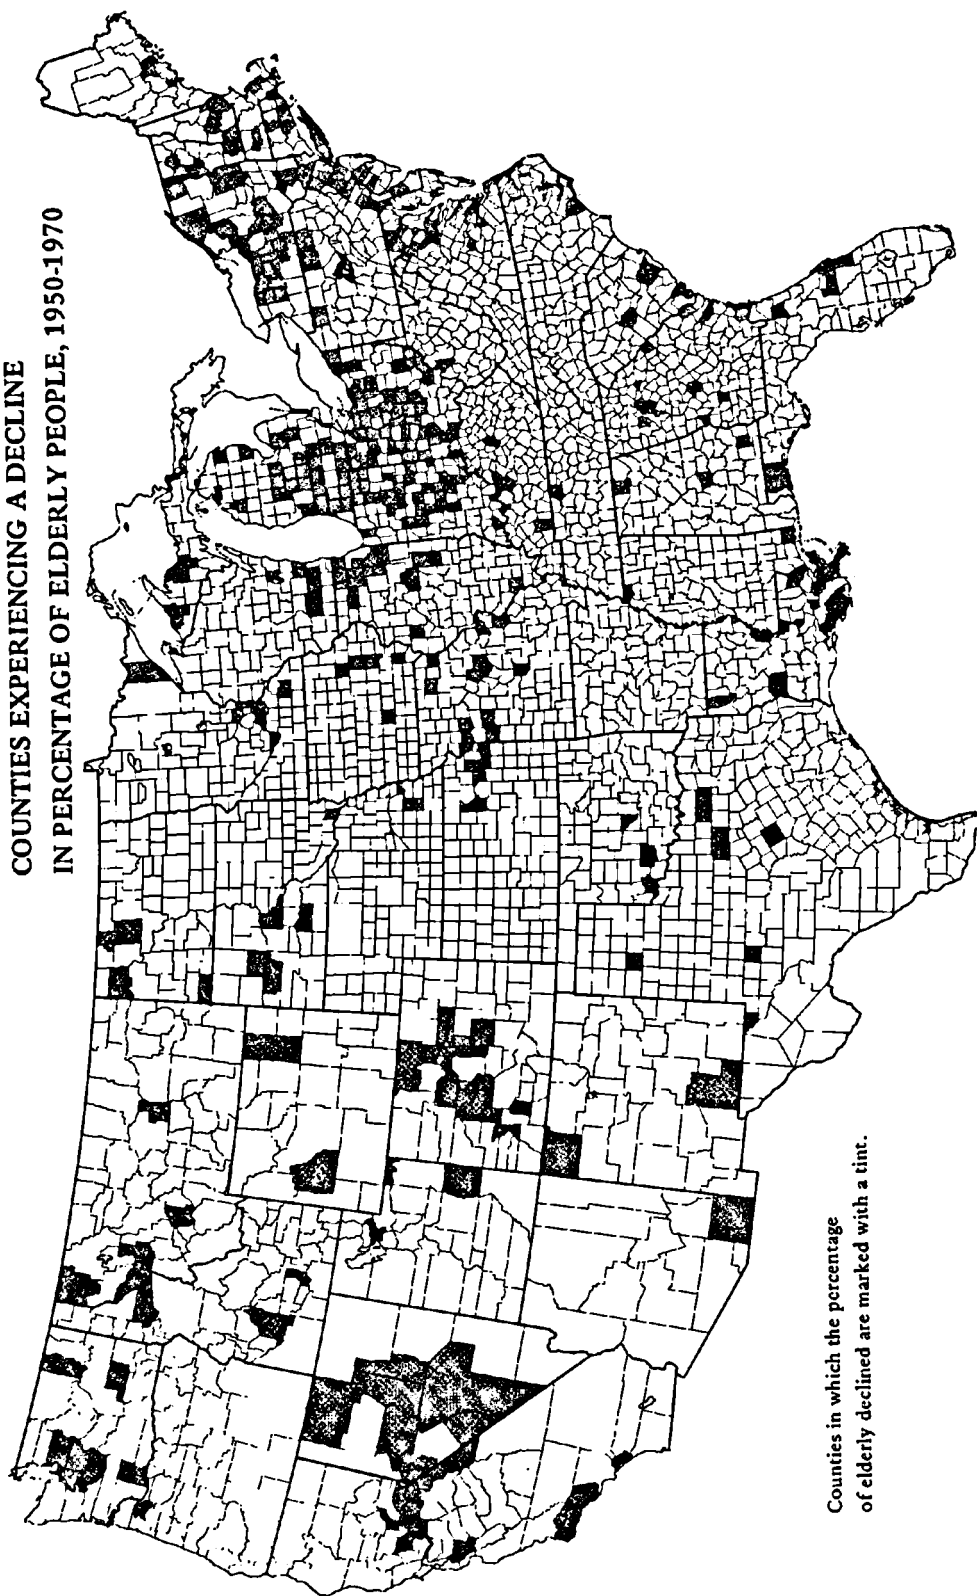 COUNTIES EXPERIENCING A DECLINE
IN PERCENTAGE OF ELDERLY PEOPLE, 1950-1970
Counties in which the percentage
of elderly declined are marked with a tint.